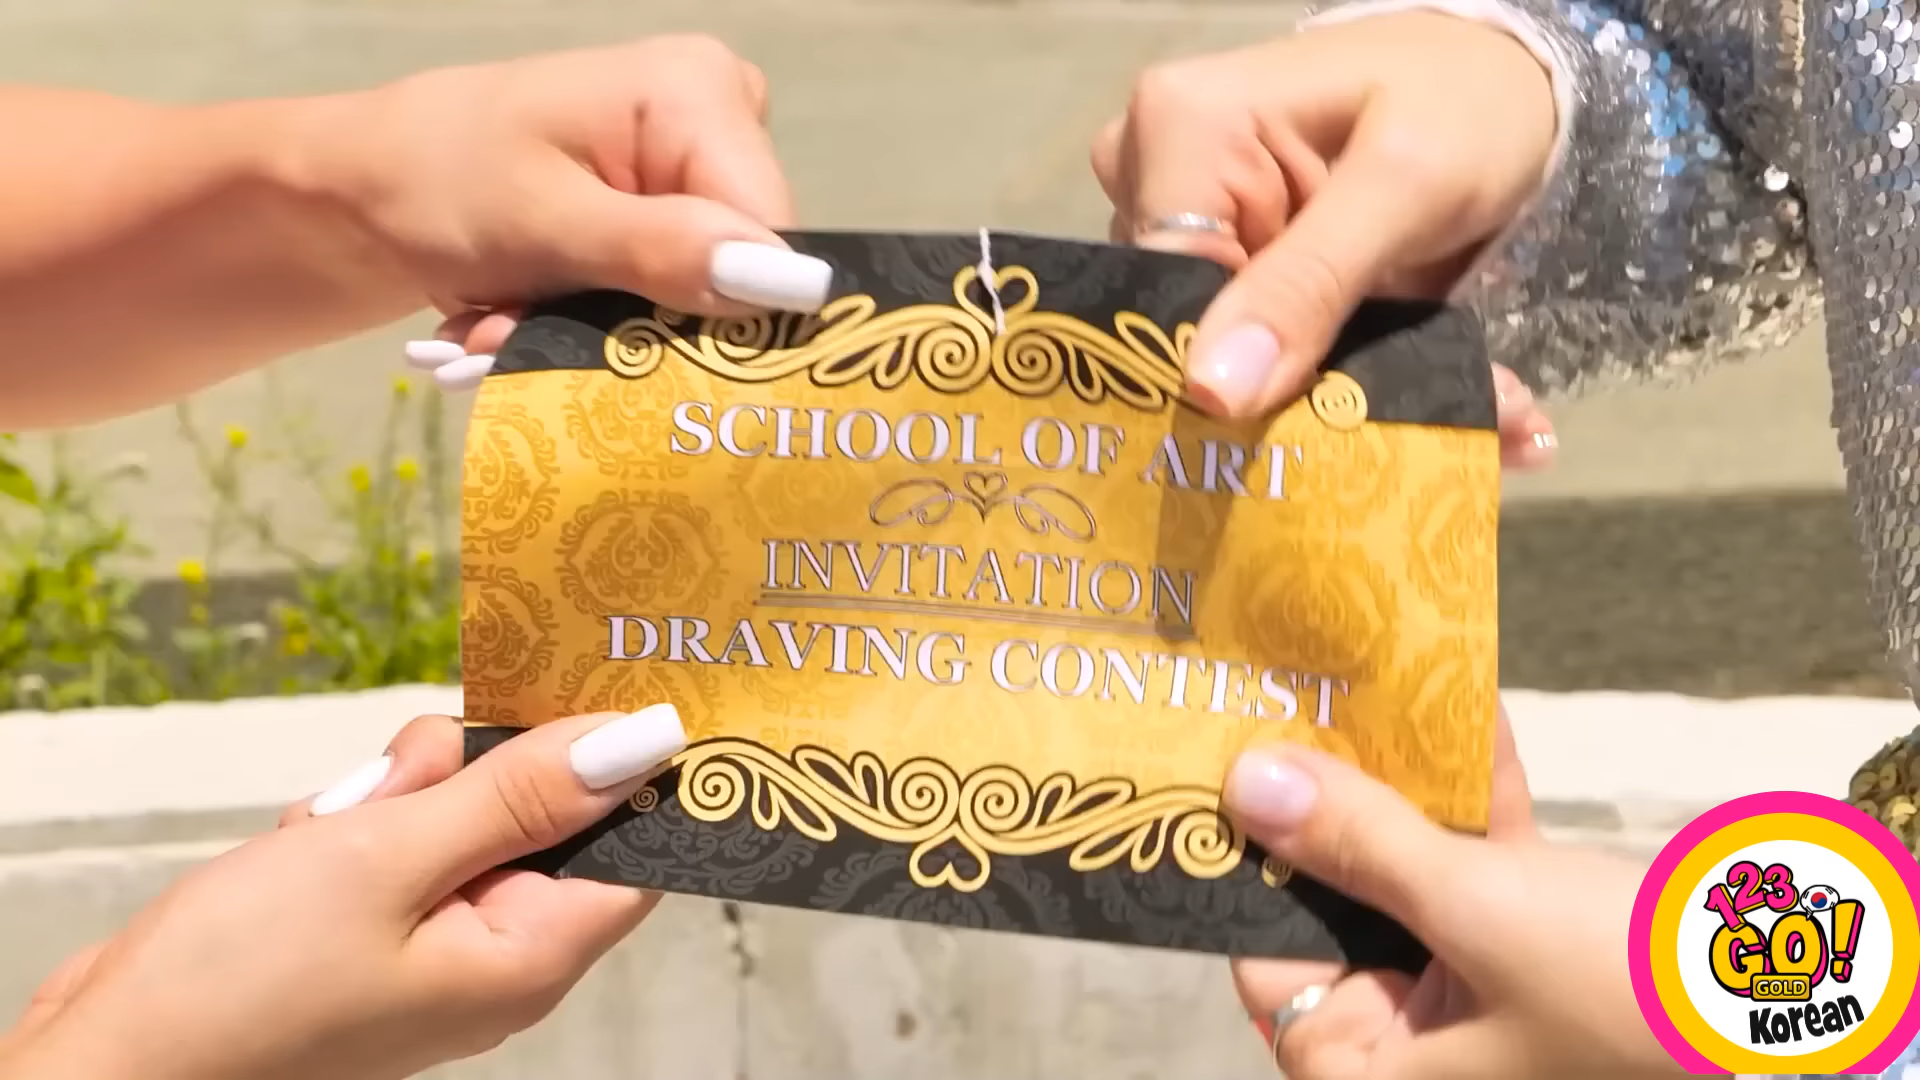 SCHOOL OF ART
INVITATION
DRAVING CONTEST
123
GO!
GOLD
Korean